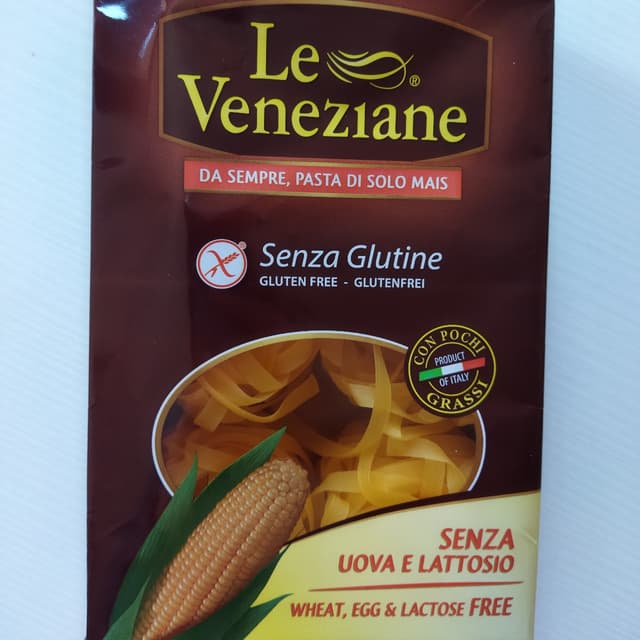 Le
Veneziane®
DA SEMPRE, PASTA DI SOLO MAIS
Senza Glutine
GLUTEN FREE - GLUTENFREI
CON POCHI
PRODUCT
OF ITALY
GRASSI
SENZA
UOVA E LATTOSIO
WHEAT, EGG & LACTOSE FREE